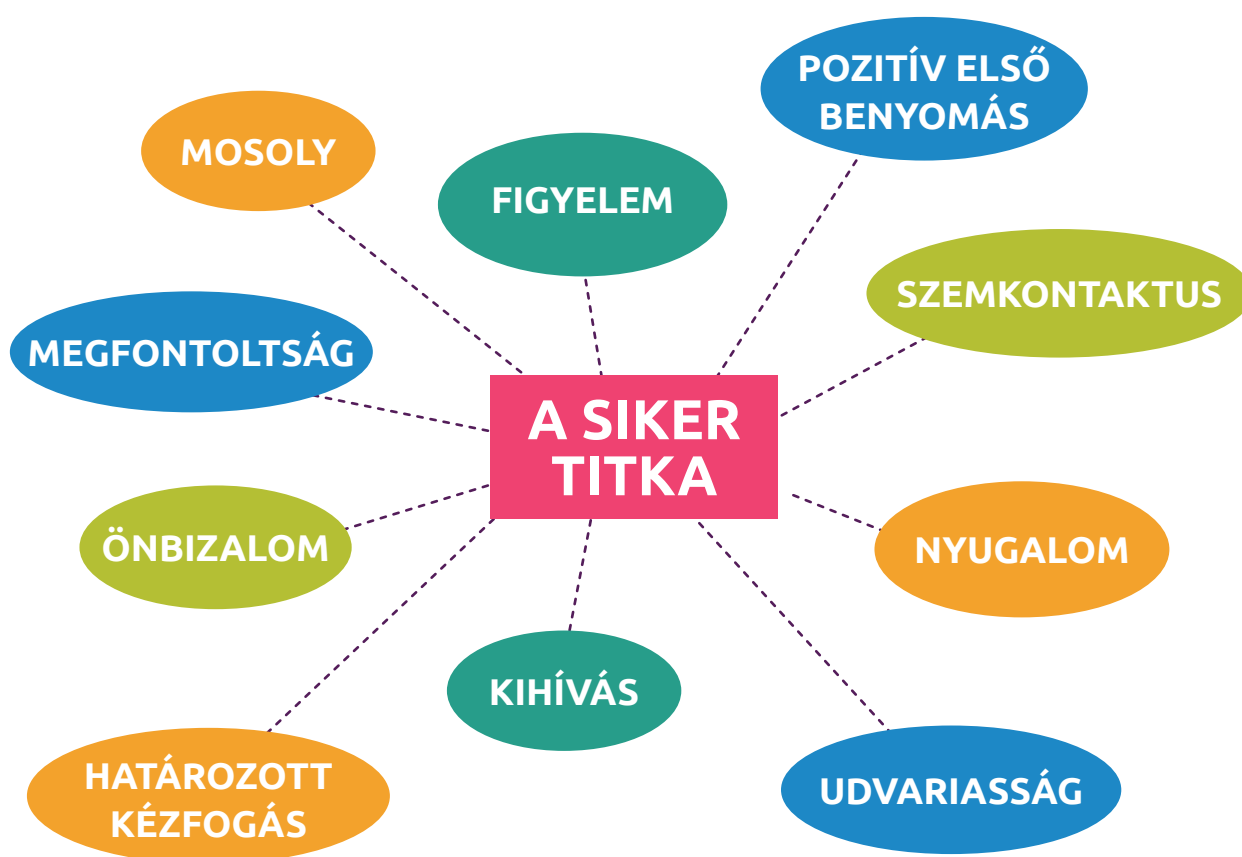 POZITÍV ELSŐ
BENYOMÁS
MOSOLY
FIGYELEM
SZEMKONTAKTUS
MEGFONTOLTSÁG
A SIKER
TITKA
ÖNBIZALOM
NYUGALOM
KIHÍVÁS
HATÁROZOTT
KÉZFOGÁS
UDVARIASSÁG